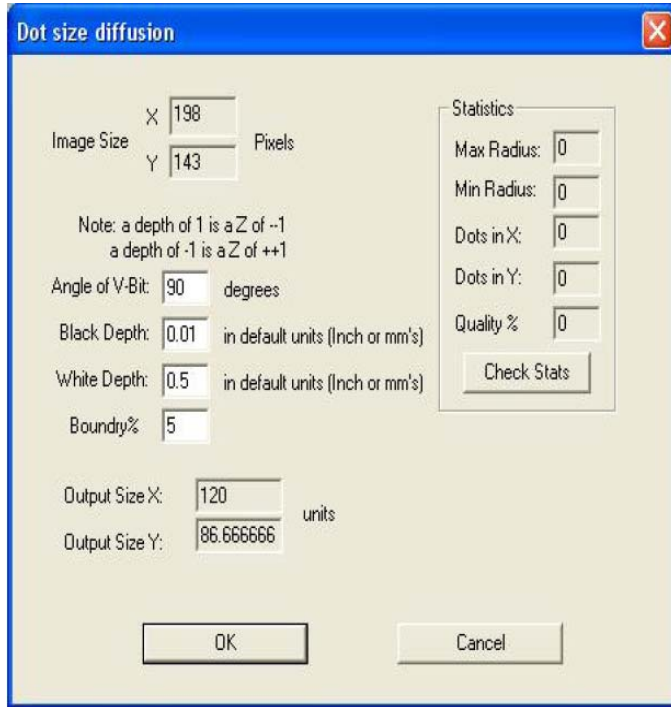 Dot size diffusion
Image Size
X 198
Y 143
Pixels
Note: a depth of 1 is a Z of --1
a depth of -1 is a Z of ++1
Angle of V-Bit: 90 degrees
Black Depth: 0.01 in default units (Inch or mm's)
White Depth: 0.5 in default units (Inch or mm's)
Boundry% 5
Output Size X: 120
units
Output Size Y: 86.666666
Statistics
Max Radius: 0
Min Radius: 0
Dots in X: 0
Dots in Y: 0
Quality % 0
Check Stats
OK
Cancel